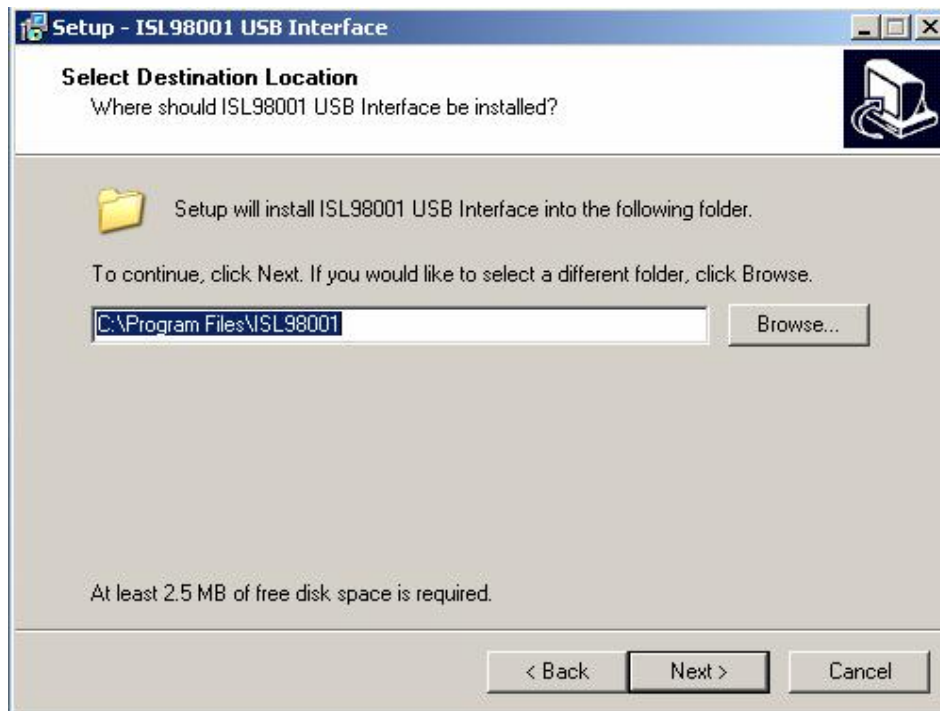 Setup - ISL98001 USB Interface
Select Destination Location
Where should ISL98001 USB Interface be installed?
Setup will install ISL98001 USB Interface into the following folder.
To continue, click Next. If you would like to select a different folder, click Browse.
C:\Program Files\ISL98001
Browse...
At least 2.5 MB of free disk space is required.
< Back
Next >
Cancel